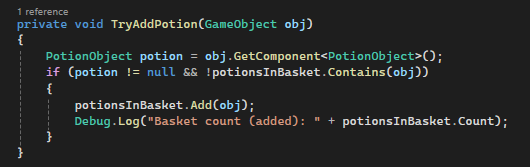 1 reference
private void TryAddPotion(GameObject obj)
{
    PotionObject potion = obj.GetComponent<PotionObject>();
    if (potion != null && !potionsInBasket.Contains(obj))
    {
        potionsInBasket.Add(obj);
        Debug.Log("Basket count (added): " + potionsInBasket.Count);
    }
}